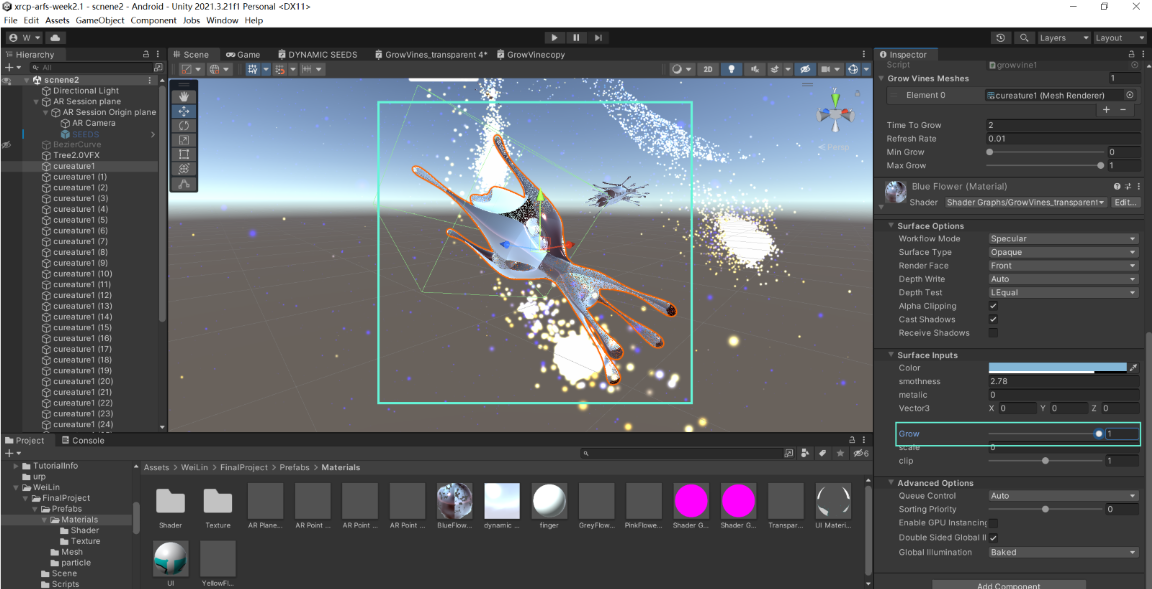 xrcp-arfs-week2.1 - scnene2 - Android - Unity 2021.3.21f1 Personal <DX11>
File Edit Assets GameObject Component Jobs Window Help
W
Layers Layout
Hierarchy
All
scnene2
Directional Light
AR Session plane
AR Session Origin plane
AR Camera
SEEDS
BezierCurve
Tree2.0VFX
cureature1
cureature1 (1)
cureature1 (2)
cureature1 (3)
cureature1 (4)
cureature1 (5)
cureature1 (6)
cureature1 (7)
cureature1 (8)
cureature1 (9)
cureature1 (10)
cureature1 (11)
cureature1 (12)
cureature1 (13)
cureature1 (14)
cureature1 (15)
cureature1 (16)
cureature1 (17)
cureature1 (18)
cureature1 (19)
cureature1 (20)
cureature1 (21)
cureature1 (22)
cureature1 (23)
cureature1 (24)
Scene Game DYNAMIC SEEDS GrowVines_transparent 4* GrowVinecopy
2D
y
Persp
Inspector
Script growvine1
Grow Vines Meshes 1
Element 0 cureature1 (Mesh Renderer)
Time To Grow 2
Refresh Rate 0.01
Min Grow 0
Max Grow 1
Blue Flower (Material)
Shader Shader Graphs/GrowVines_transparent Edit...
Surface Options
Workflow Mode Specular
Surface Type Opaque
Render Face Front
Depth Write Auto
Depth Test LEqual
Alpha Clipping
Cast Shadows
Receive Shadows
Surface Inputs
Color
smothness 2.78
metalic 0
Vector3 X 0 Y 0 Z 0
Grow 1
scale 0
clip 1
Advanced Options
Queue Control Auto
Sorting Priority 0
Enable GPU Instancing
Double Sided Global Il
Global Illumination Baked
Add Component
Project Console
6
TutorialInfo
urp
WeiLin
FinalProject
Prefabs
Materials
Shader
Texture
Mesh
particle
Scene
Scripts
Assets > WeiLin > FinalProject > Prefabs > Materials
Shader Texture AR Plane... AR Point ... AR Point ... AR Point ... BlueFlow... dynamic ... finger GreyFlow... PinkFlowe... Shader G... Shader G... Transpar... UI Materi...
UI YellowFl...